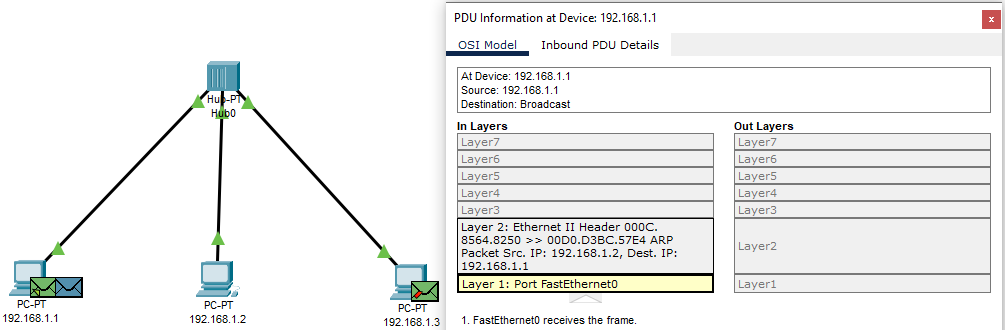 Hub-PT
Hub0
PC-PT
192.168.1.1
PC-PT
192.168.1.2
PC-PT
192.168.1.3
PDU Information at Device: 192.168.1.1
x
OSI Model
Inbound PDU Details
At Device: 192.168.1.1
Source: 192.168.1.1
Destination: Broadcast
In Layers
Layer7
Layer6
Layer5
Layer4
Layer3
Layer 2: Ethernet II Header 000C.
8564.8250 >> 00D0.D3BC.57E4 ARP
Packet Src. IP: 192.168.1.2, Dest. IP:
192.168.1.1
Layer 1: Port FastEthernet0
Out Layers
Layer7
Layer6
Layer5
Layer4
Layer3
Layer2
Layer1
1. FastEthernet0 receives the frame.